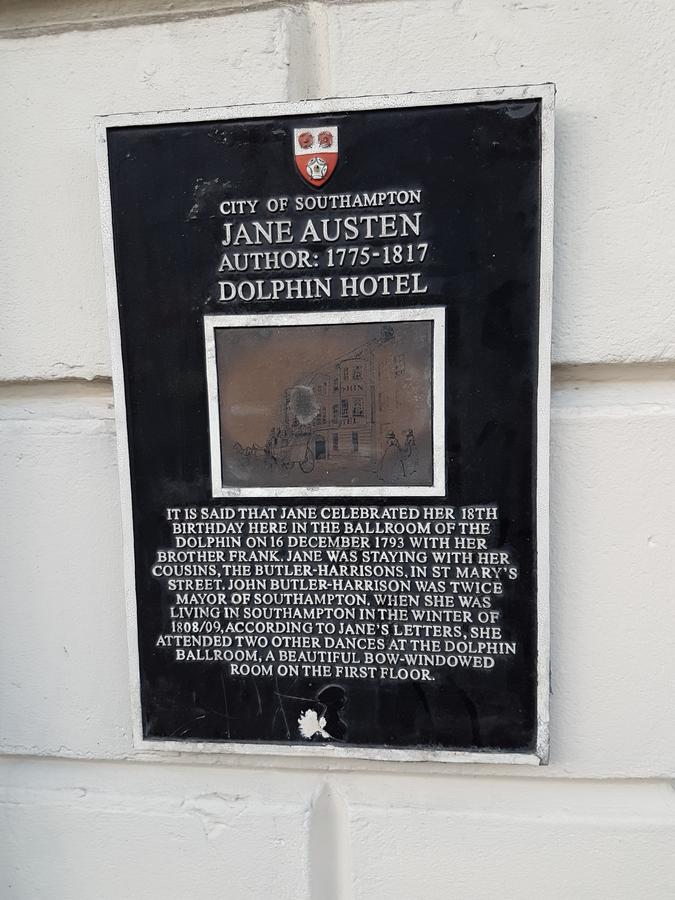 CITY OF SOUTHAMPTON
JANE AUSTEN
AUTHOR: 1775-1817
DOLPHIN HOTEL
HIN
TEL
IT IS SAID THAT JANE CELEBRATED HER 18TH
BIRTHDAY HERE IN THE BALLROOM OF THE
DOLPHIN ON 16 DECEMBER 1793 WITH HER
BROTHER FRANK. JANE WAS STAYING WITH HER
COUSINS, THE BUTLER-HARRISONS, IN ST MARY'S
STREET. JOHN BUTLER-HARRISON WAS TWICE
MAYOR OF SOUTHAMPTON. WHEN SHE WAS
LIVING IN SOUTHAMPTON IN THE WINTER OF
1808/09, ACCORDING TO JANE'S LETTERS, SHE
ATTENDED TWO OTHER DANCES AT THE DOLPHIN
BALLROOM, A BEAUTIFUL BOW-WINDOWED
ROOM ON THE FIRST FLOOR.